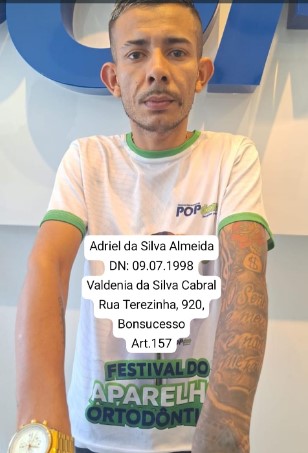 POP
Adriel da Silva Almeida
DN: 09.07.1998
Valdenia da Silva Cabral
Rua Terezinha, 920,
Bonsucesso
Art.157
FESTIVAL DO
APARELH
ORTODÔNTI